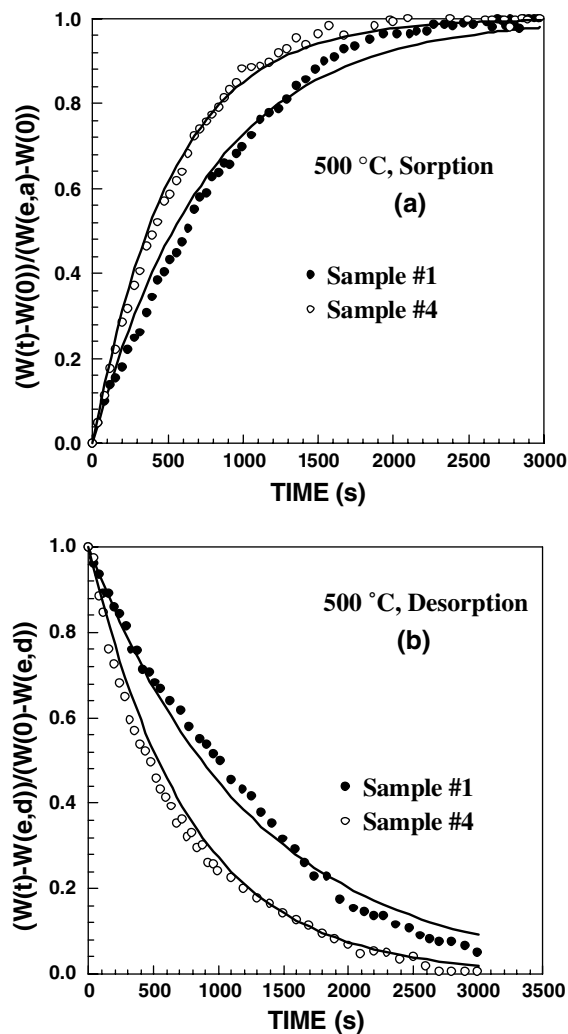 (W(t)-W(0))/(W(e,a)-W(0))
1.0
0.8
0.6
0.4
0.2
0.0
500 °C, Sorption
(a)
Sample #1
Sample #4
0 500 1000 1500 2000 2500 3000
TIME (s)
(W(t)-W(e,d))/(W(0)-W(e,d))
1.0
0.8
0.6
0.4
0.2
0.0
500 ˚C, Desorption
(b)
Sample #1
Sample #4
0 500 1000 1500 2000 2500 3000 3500
TIME (s)